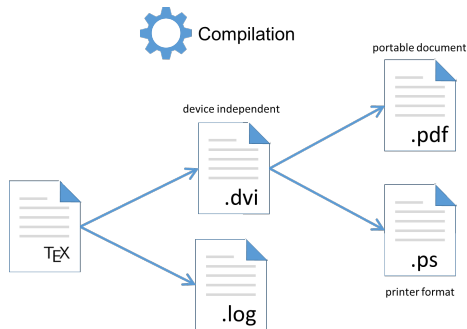 Compilation
portable document
.pdf
device independent
.dvi
TEX
.ps
printer format
.log